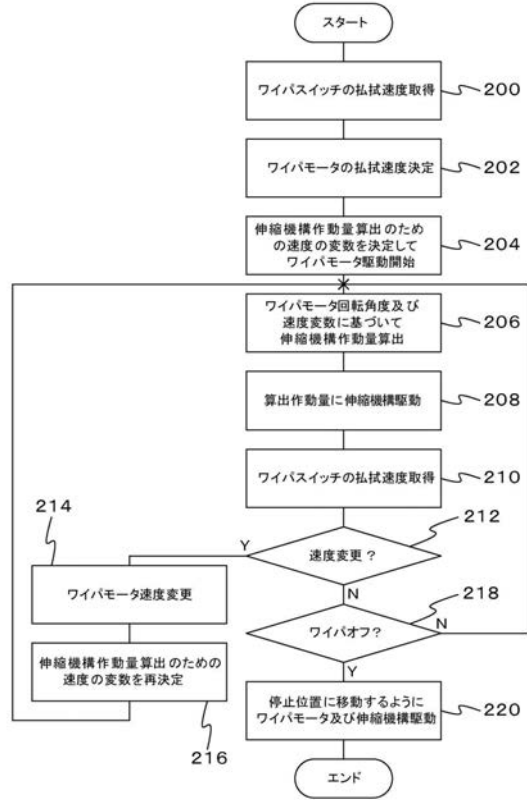 スタート
ワイパスイッチの払拭速度取得
200
ワイパモータの払拭速度決定
202
伸縮機構作動量算出のため
の速度の変数を決定して
ワイパモータ駆動開始
204
ワイパモータ回転角度及び
速度変数に基づいて
伸縮機構作動量算出
206
算出作動量に伸縮機構駆動
208
ワイパスイッチの払拭速度取得
210
速度変更?
212
Y
N
214
ワイパモータ速度変更
伸縮機構作動量算出のための
速度の変数を再決定
216
ワイパオフ?
218
N
Y
停止位置に移動するように
ワイパモータ及び伸縮機構駆動
220
エンド